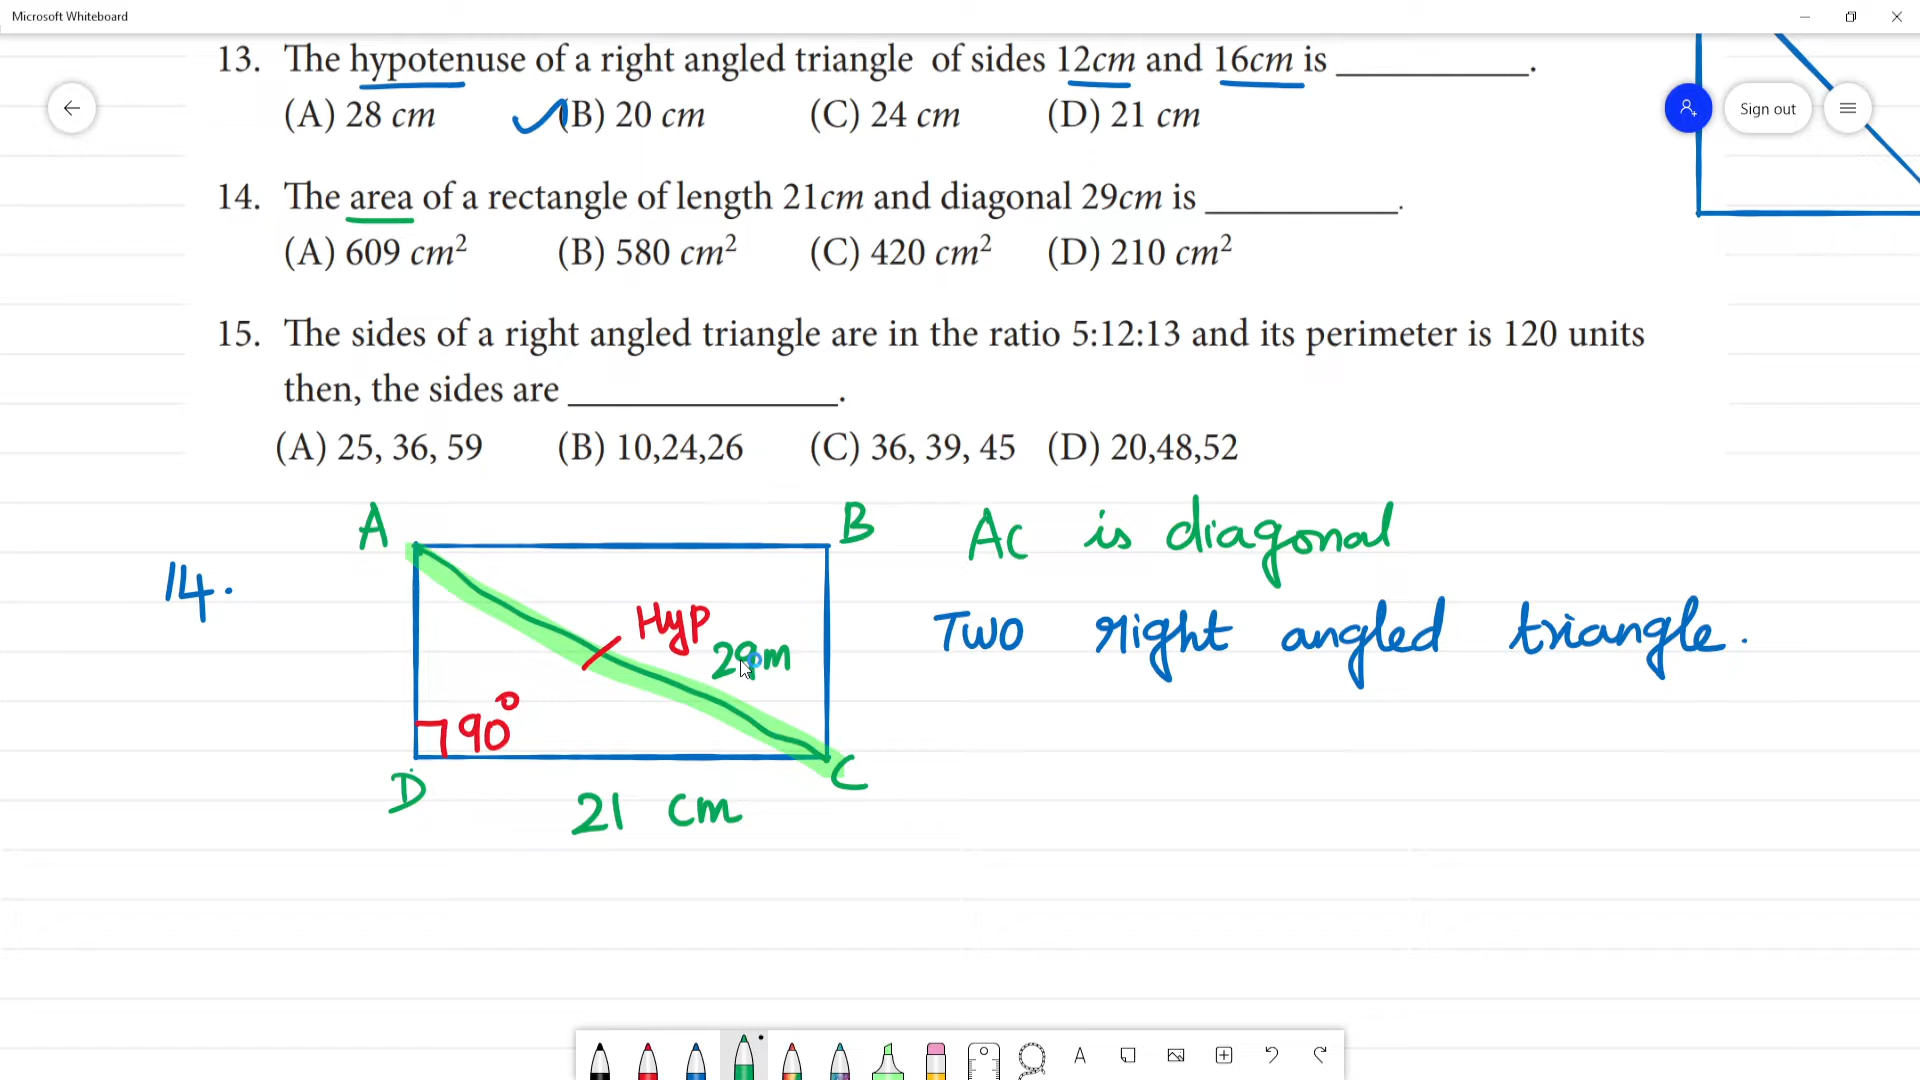 Microsoft Whiteboard
13. The hypotenuse of a right angled triangle of sides 12cm and 16cm is __________.
(A) 28 cm (B) 20 cm (C) 24 cm (D) 21 cm
Sign out
14. The area of a rectangle of length 21cm and diagonal 29cm is __________.
(A) 609 cm² (B) 580 cm² (C) 420 cm² (D) 210 cm²
15. The sides of a right angled triangle are in the ratio 5:12:13 and its perimeter is 120 units
then, the sides are ______________.
(A) 25, 36, 59 (B) 10,24,26 (C) 36, 39, 45 (D) 20,48,52
A B AC is diagonal
14. Hyp Two right angled triangle.
29m
90°
D C
21 cm
A